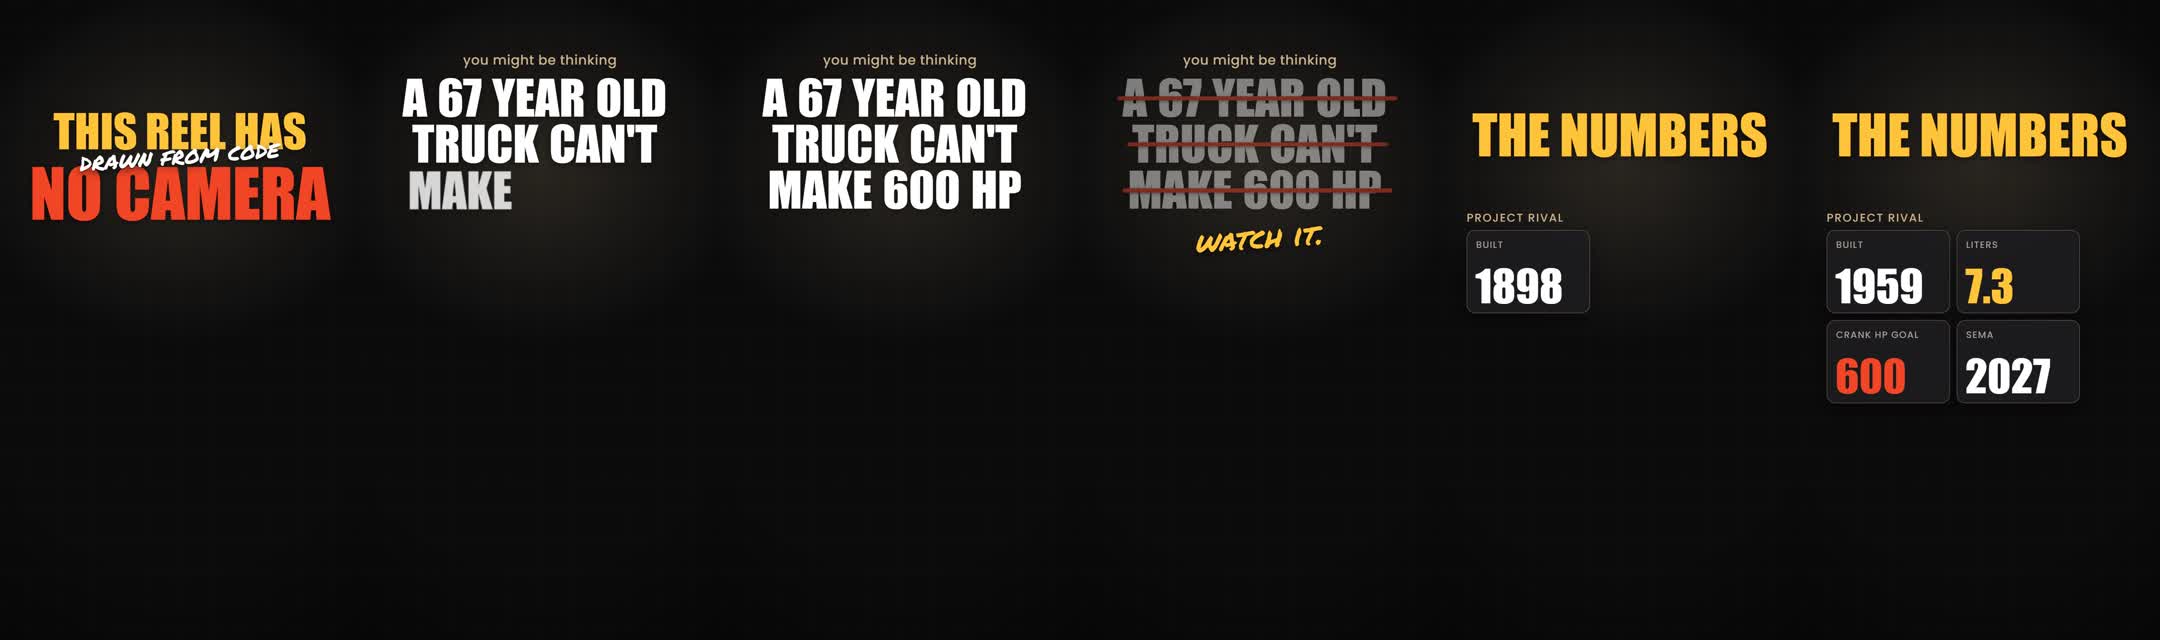 THIS REEL HAS
DRAWN FROM CODE
NO CAMERA
you might be thinking
A 67 YEAR OLD
TRUCK CAN'T
MAKE
you might be thinking
A 67 YEAR OLD
TRUCK CAN'T
MAKE 600 HP
you might be thinking
A 67 YEAR OLD
TRUCK CAN'T
MAKE 600 HP
WATCH IT.
THE NUMBERS
PROJECT RIVAL
BUILT
1898
THE NUMBERS
PROJECT RIVAL
BUILT
1959
LITERS
7.3
CRANK HP GOAL
600
SEMA
2027